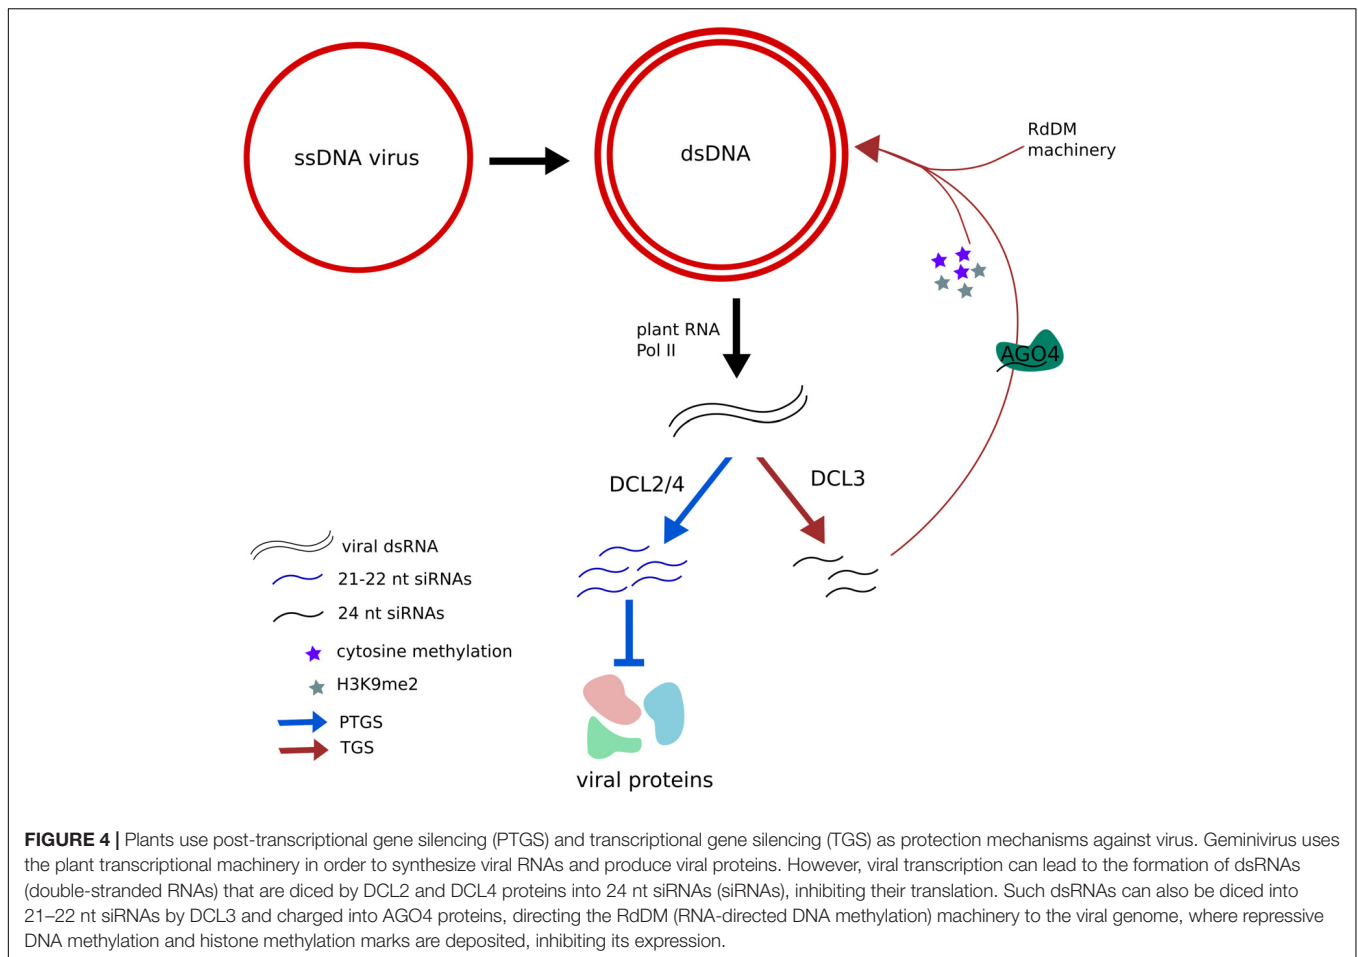 ssDNA virus
dsDNA
RdDM
machinery
plant RNA
Pol II
AGO4
DCL2/4
DCL3
viral dsRNA
21-22 nt siRNAs
24 nt siRNAs
cytosine methylation
H3K9me2
PTGS
TGS
viral proteins
FIGURE 4 | Plants use post-transcriptional gene silencing (PTGS) and transcriptional gene silencing (TGS) as protection mechanisms against virus. Geminivirus uses
the plant transcriptional machinery in order to synthesize viral RNAs and produce viral proteins. However, viral transcription can lead to the formation of dsRNAs
(double-stranded RNAs) that are diced by DCL2 and DCL4 proteins into 24 nt siRNAs (siRNAs), inhibiting their translation. Such dsRNAs can also be diced into
21–22 nt siRNAs by DCL3 and charged into AGO4 proteins, directing the RdDM (RNA-directed DNA methylation) machinery to the viral genome, where repressive
DNA methylation and histone methylation marks are deposited, inhibiting its expression.